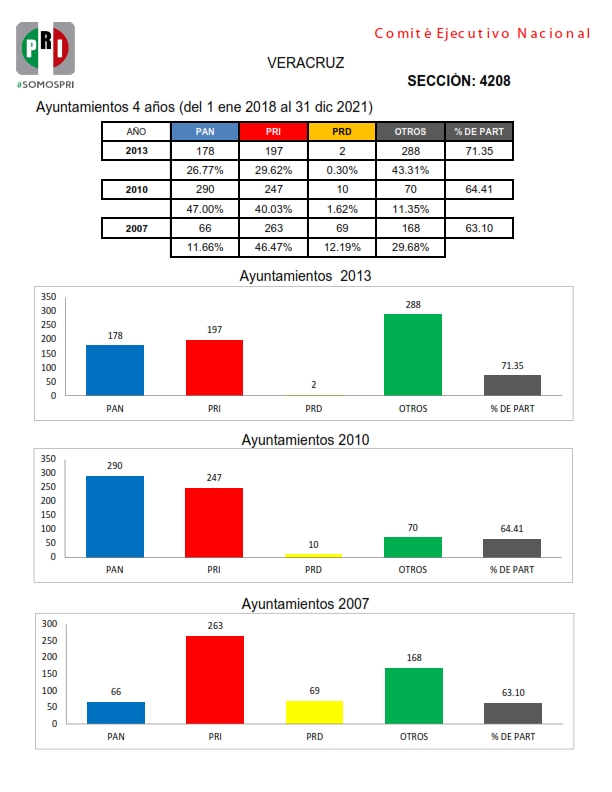 Comité Ejecutivo Nacional
PRI
#SOMOSPRI
VERACRUZ
SECCIÓN: 4208
Ayuntamientos 4 años (del 1 ene 2018 al 31 dic 2021)
AÑO PAN PRI PRD OTROS % DE PART
2013 178 197 2 288 71.35
26.77% 29.62% 0.30% 43.31%
2010 290 247 10 70 64.41
47.00% 40.03% 1.62% 11.35%
2007 66 263 69 168 63.10
11.66% 46.47% 12.19% 29.68%
Ayuntamientos 2013
350
300
250
200
150
100
50
0
178 197 2 288 71.35
PAN PRI PRD OTROS % DE PART
Ayuntamientos 2010
350
300
250
200
150
100
50
0
290 247 10 70 64.41
PAN PRI PRD OTROS % DE PART
Ayuntamientos 2007
300
250
200
150
100
50
0
66 263 69 168 63.10
PAN PRI PRD OTROS % DE PART